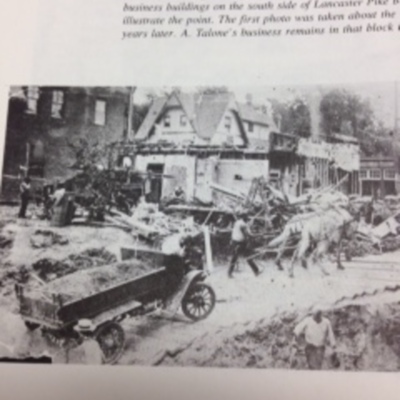 business buildings on the south side of Lancaster Pike
illustrate the point. The first photo was taken about the
years later. A. Talone's business remains in that block